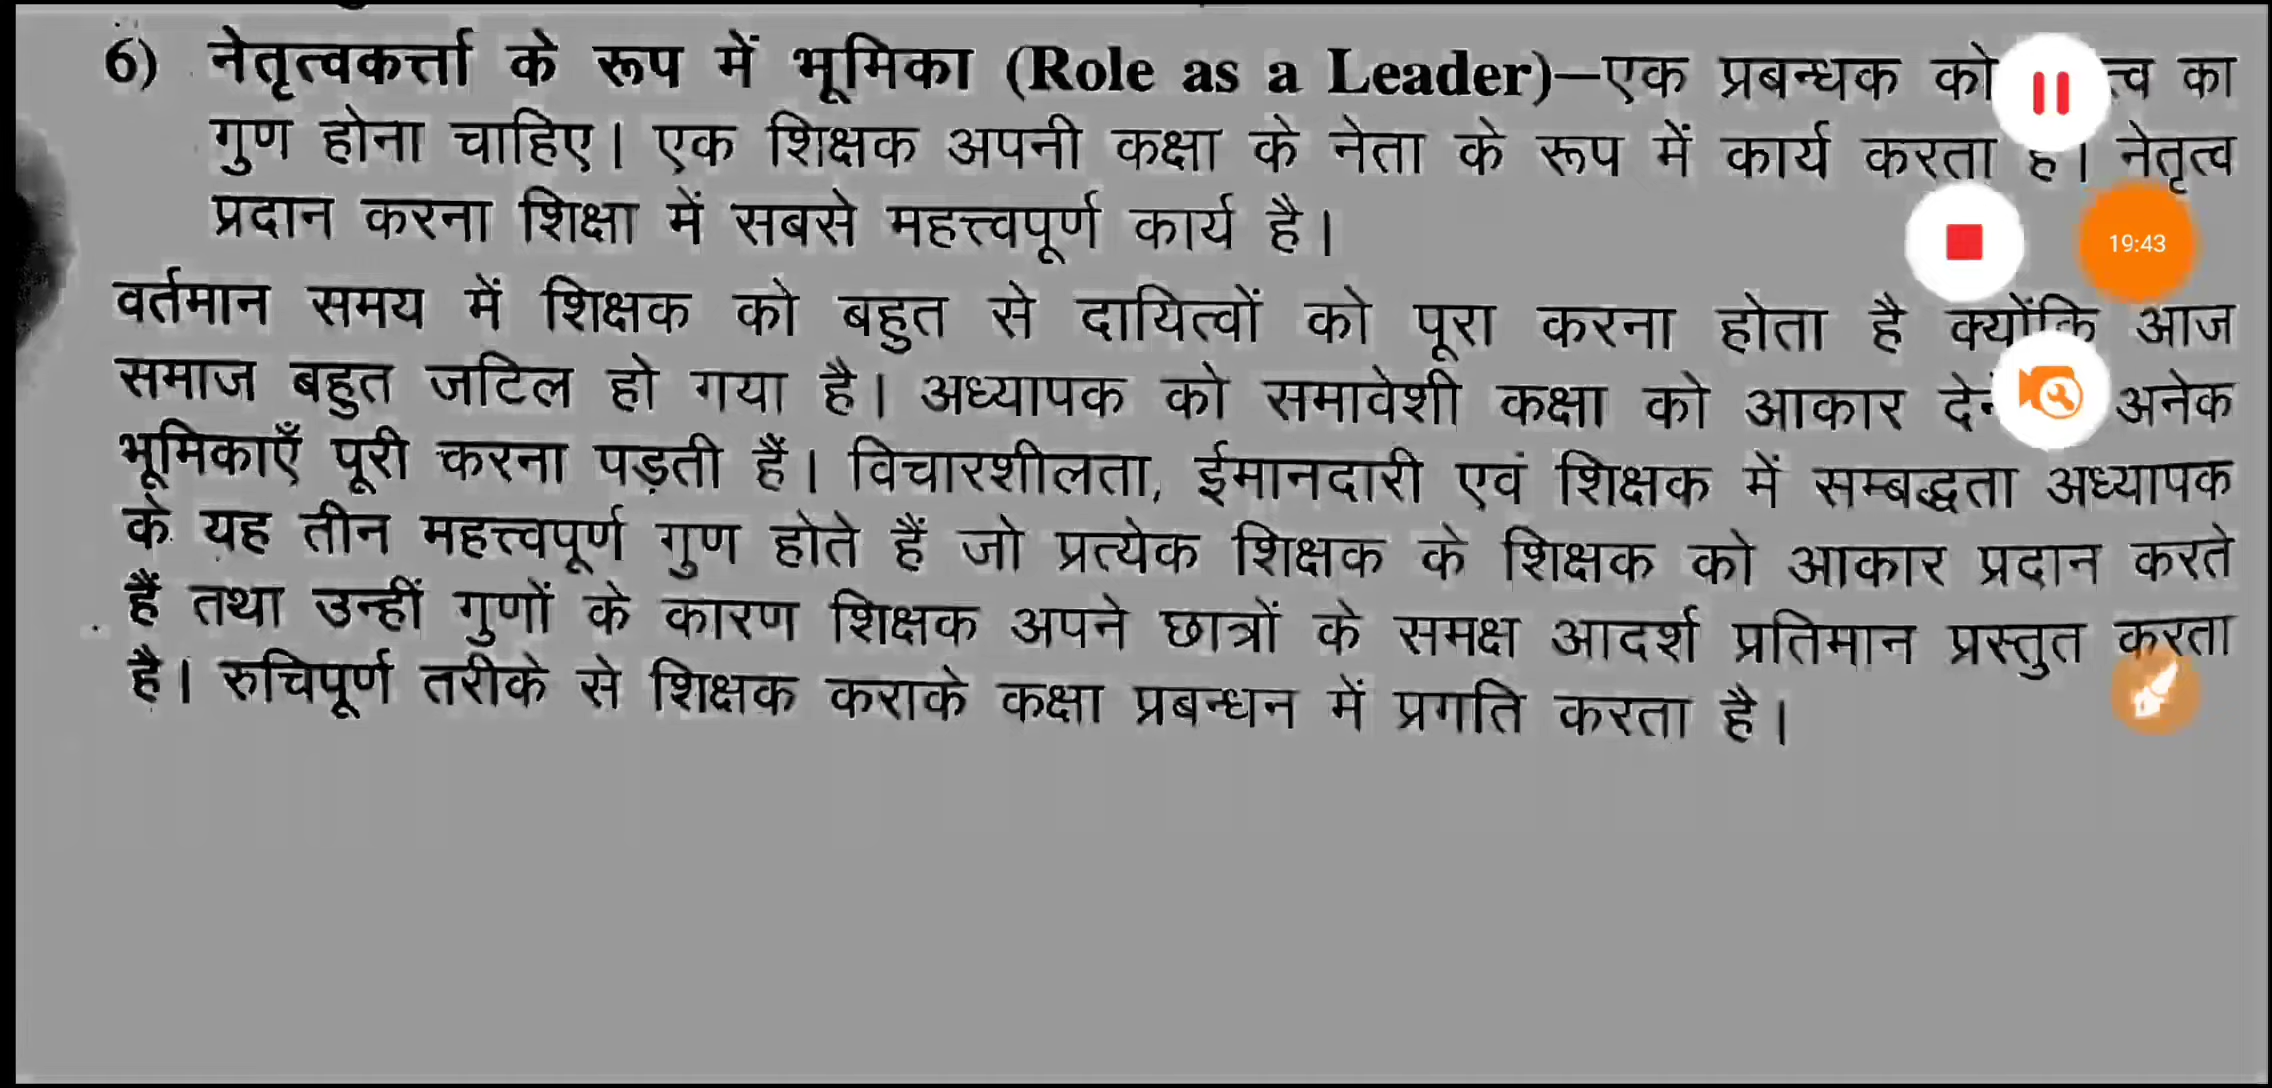 6) नेतृत्वकर्त्ता के रूप में भूमिका (Role as a Leader)—एक प्रबन्धक को का
गुण होना चाहिए। एक शिक्षक अपनी कक्षा के नेता के रूप में कार्य करता है। नेतृत्व
प्रदान करना शिक्षा में सबसे महत्त्वपूर्ण कार्य है।
19:43
वर्तमान समय में शिक्षक को बहुत से दायित्वों को पूरा करना होता है क्योंकि आज
समाज बहुत जटिल हो गया है। अध्यापक को समावेशी कक्षा को आकार अनेक
भूमिकाएँ पूरी करना पड़ती हैं। विचारशीलता, ईमानदारी एवं शिक्षक में सम्बद्धता अध्यापक
के यह तीन महत्त्वपूर्ण गुण होते हैं जो प्रत्येक शिक्षक के शिक्षक को आकार प्रदान करते
हैं तथा उन्हीं गुणों के कारण शिक्षक अपने छात्रों के समक्ष आदर्श प्रतिमान प्रस्तुत करता
है। रुचिपूर्ण तरीके से शिक्षक कराके कक्षा प्रबन्धन में प्रगति करता है।